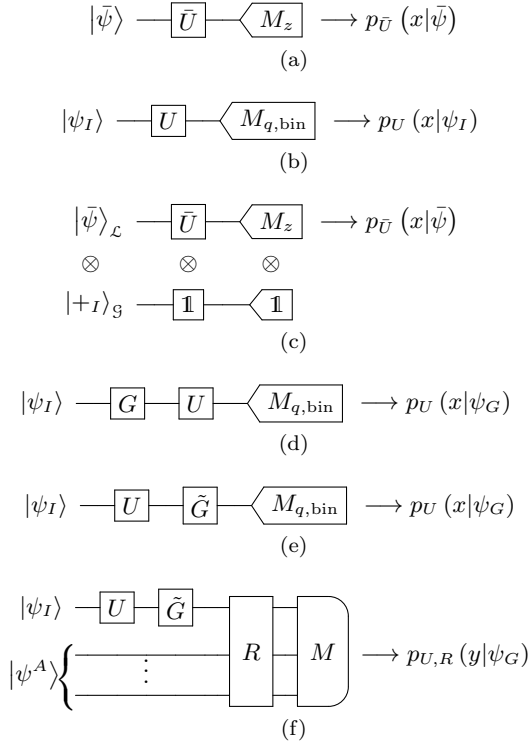 |ψ̄⟩ Ū M_z ⟶ p_Ū (x|ψ̄)
(a)
|ψ_I⟩ U M_{q,bin} ⟶ p_U (x|ψ_I)
(b)
|ψ̄⟩_ℒ Ū M_z ⟶ p_Ū (x|ψ̄)
⊗ ⊗ ⊗
|+_I⟩_𝒢 𝟙 𝟙
(c)
|ψ_I⟩ G U M_{q,bin} ⟶ p_U (x|ψ_G)
(d)
|ψ_I⟩ U G̃ M_{q,bin} ⟶ p_U (x|ψ_G)
(e)
|ψ_I⟩ U G̃
R M ⟶ p_{U,R} (y|ψ_G)
|ψ^A⟩ { ⋮
(f)